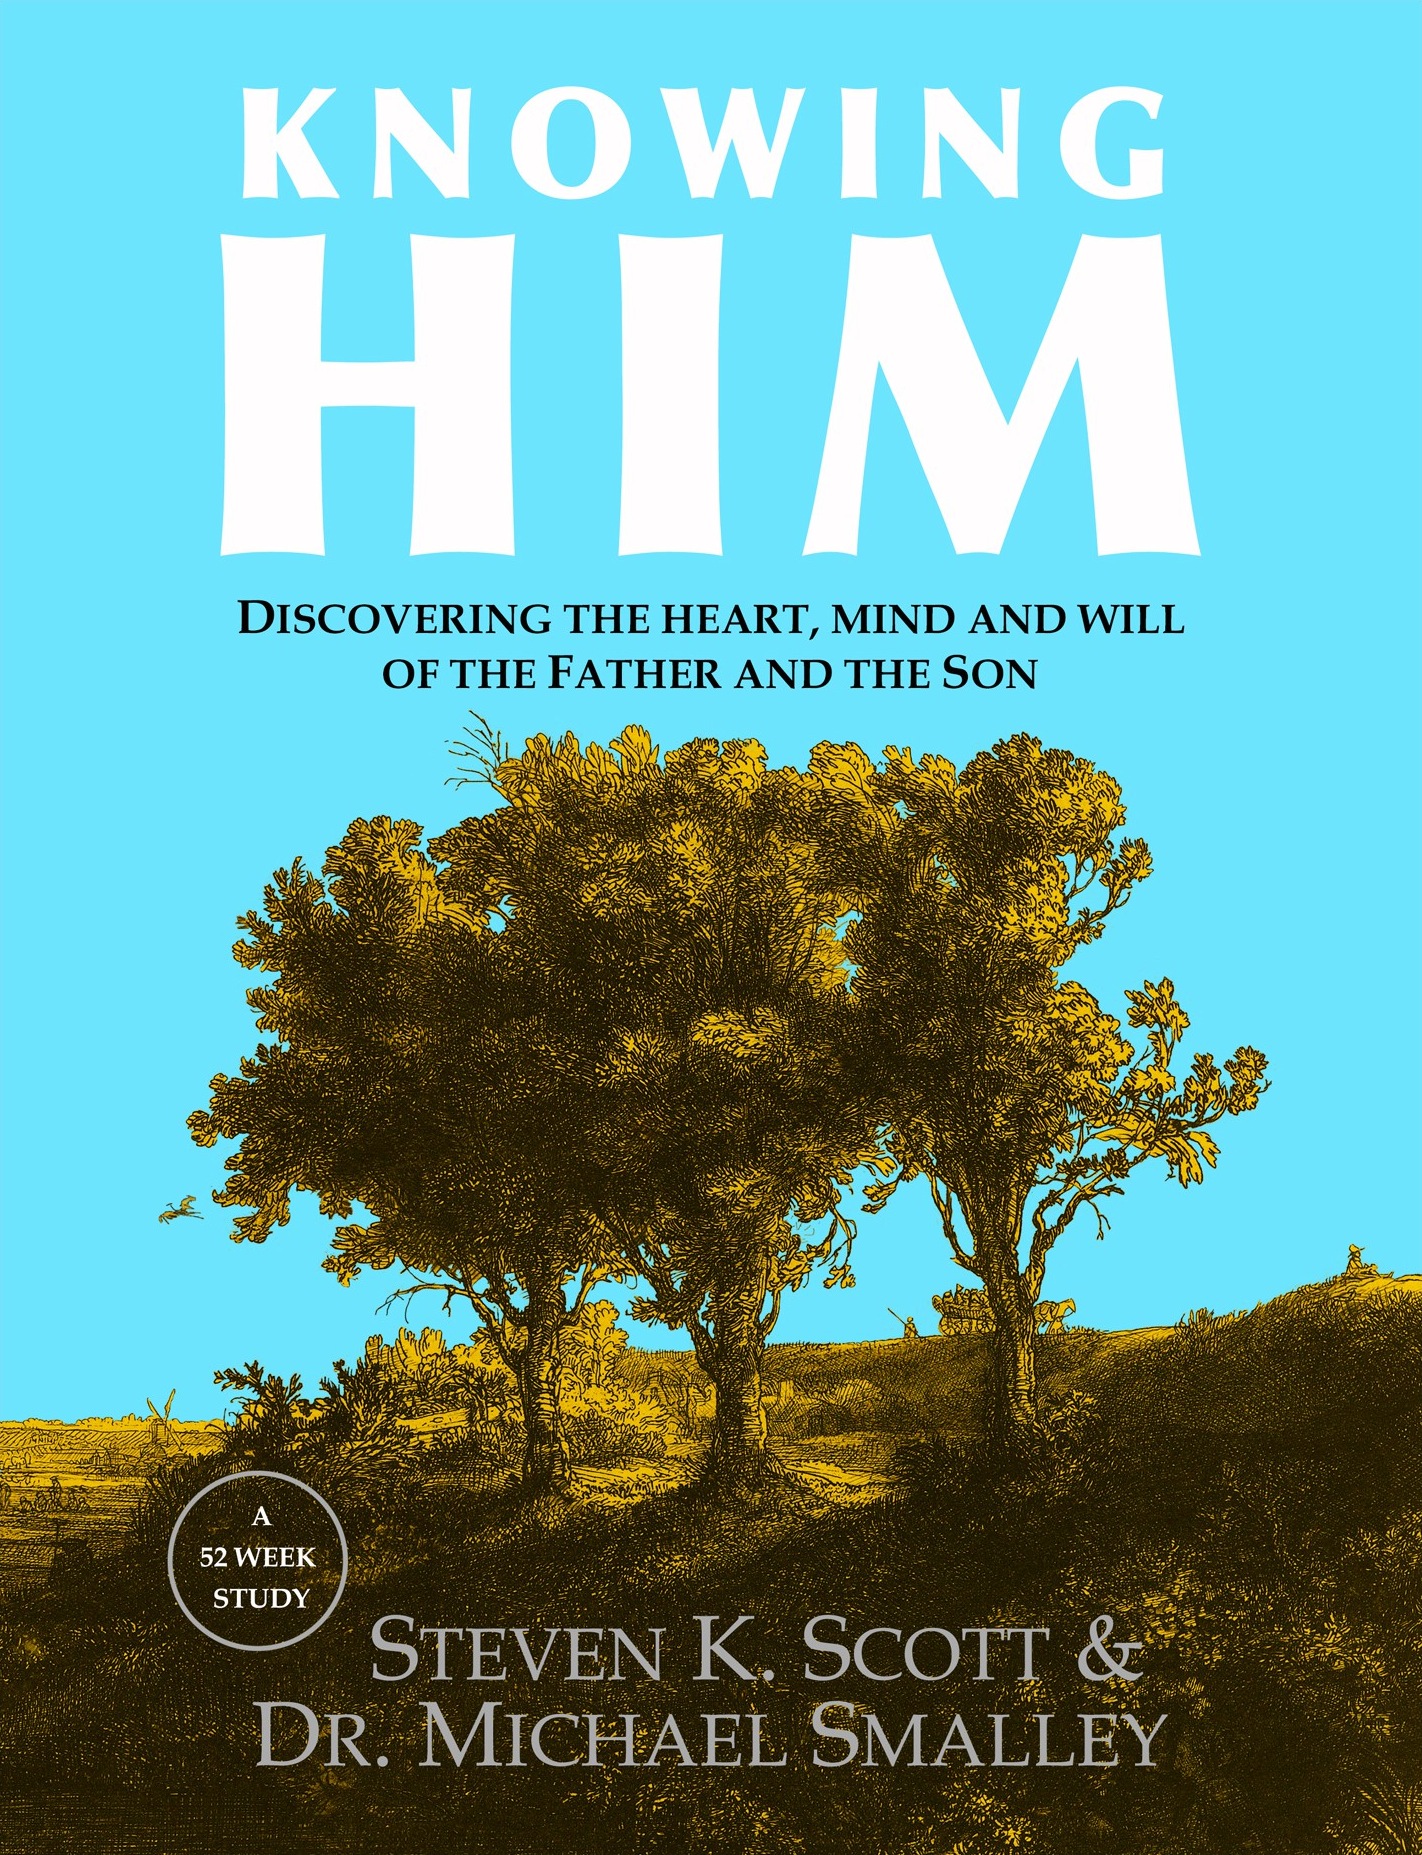 KNOWING
HIM
DISCOVERING THE HEART, MIND AND WILL
OF THE FATHER AND THE SON
A
52 WEEK
STUDY
STEVEN K. SCOTT &
DR. MICHAEL SMALLEY